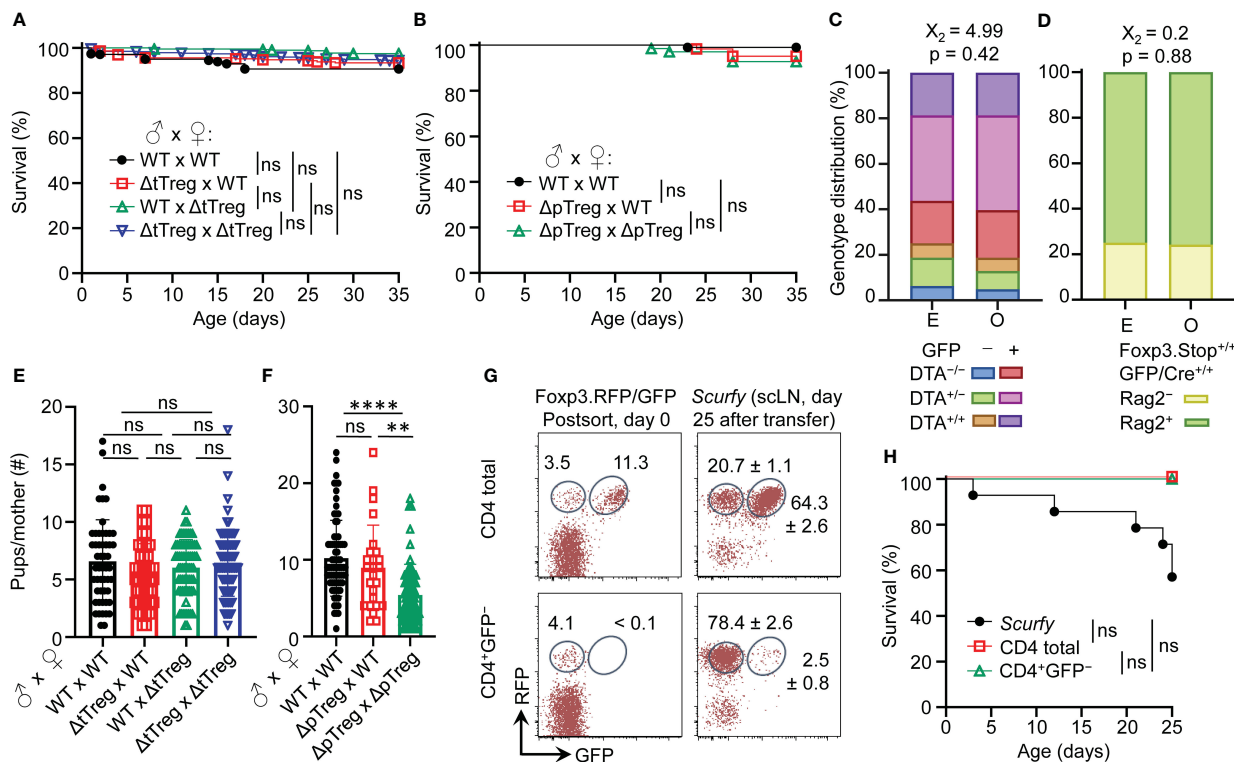 A
Survival (%)
100
80
60
40
20
0
0 5 10 15 20 25 30 35
Age (days)
♂ x ♀:
WT x WT
ΔtTreg x WT
WT x ΔtTreg
ΔtTreg x ΔtTreg
ns ns
ns ns
ns ns
B
Survival (%)
100
80
60
40
20
0
0 5 10 15 20 25 30 35
Age (days)
♂ x ♀:
WT x WT
ΔpTreg x WT
ΔpTreg x ΔpTreg
ns ns
ns
C
X₂ = 4.99
p = 0.42
Genotype distribution (%)
100
80
60
40
20
0
E O
GFP − +
DTA⁻/⁻
DTA⁺/⁻
DTA⁺/⁺
D
X₂ = 0.2
p = 0.88
100
80
60
40
20
0
E O
Foxp3.Stop⁺/⁺
GFP/Cre⁺/⁺
Rag2⁻
Rag2⁺
E
Pups/mother (#)
20
15
10
5
0
ns
ns ns
ns ns ns
♂ x ♀
WT x WT
ΔtTreg x WT
WT x ΔtTreg
ΔtTreg x ΔtTreg
F
30
20
10
0
****
ns **
♂ x ♀
WT x WT
ΔpTreg x WT
ΔpTreg x ΔpTreg
G
Foxp3.RFP/GFP
Postsort, day 0
Scurfy (scLN, day
25 after transfer)
CD4 total
3.5 11.3
20.7 ± 1.1
64.3
± 2.6
CD4⁺GFP⁻
4.1 < 0.1
78.4 ± 2.6
2.5
± 0.8
RFP
GFP
H
Survival (%)
100
80
60
40
20
0
0 5 10 15 20 25
Age (days)
Scurfy
CD4 total
CD4⁺GFP⁻
ns ns
ns